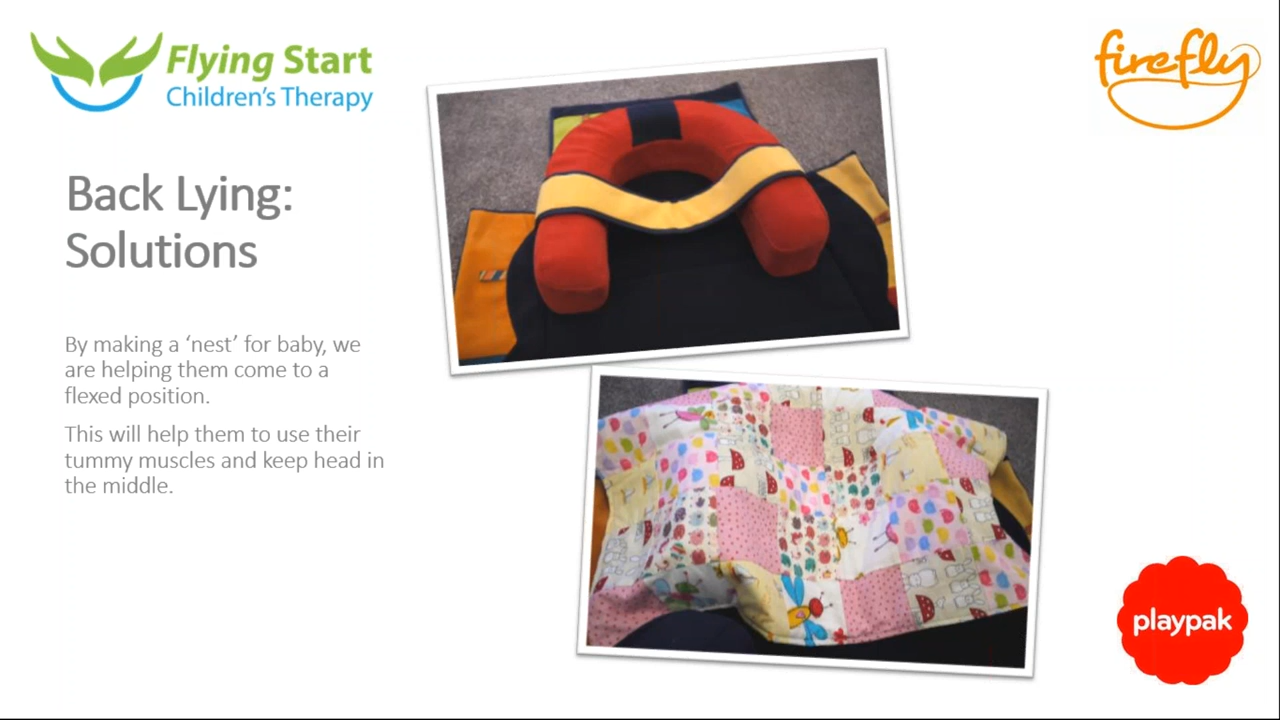 Flying Start
Children's Therapy
firefly
Back Lying:
Solutions
By making a ‘nest’ for baby, we
are helping them come to a
flexed position.
This will help them to use their
tummy muscles and keep head in
the middle.
playpak